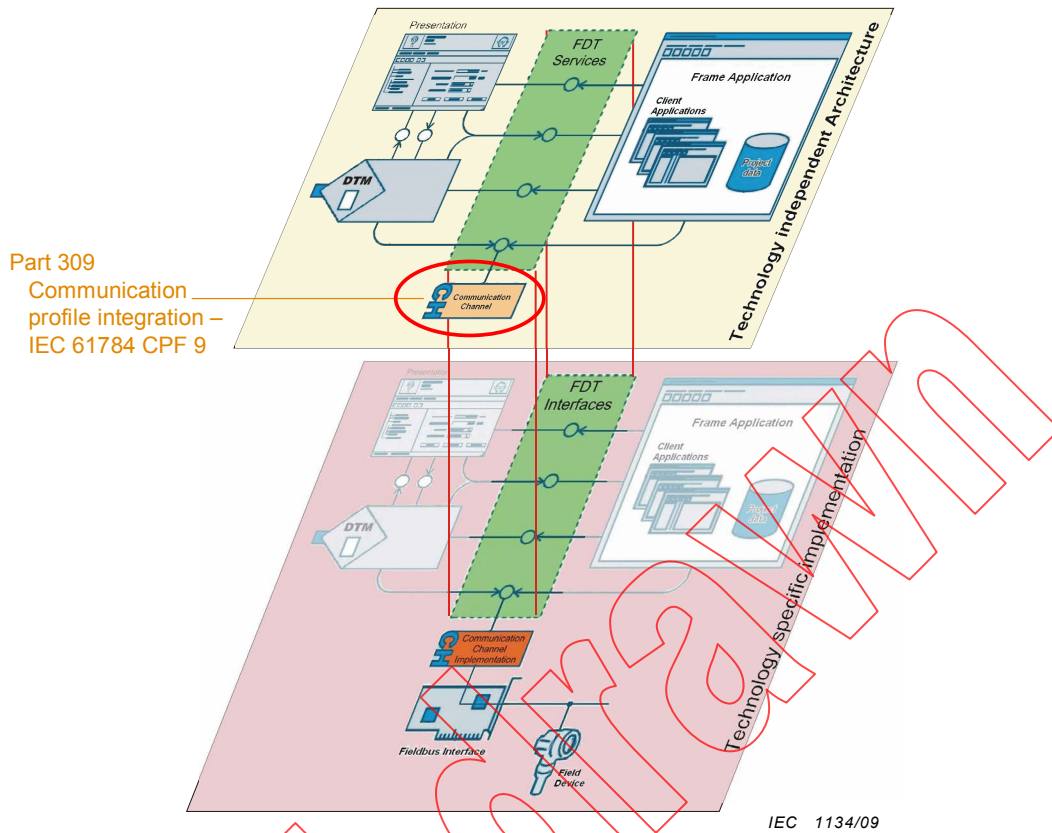 Presentation
FDT
Services
Frame Application
Client
Applications
Project
data
DTM
Technology independent Architecture
Part 309
Communication
profile integration –
IEC 61784 CPF 9
CH
Communication
Channel
Presentation
FDT
Interfaces
Frame Application
Client
Applications
Project
data
DTM
Technology specific implementation
CH
Communication
Channel
Implementation
Fieldbus Interface
Field
Device
IEC 1134/09